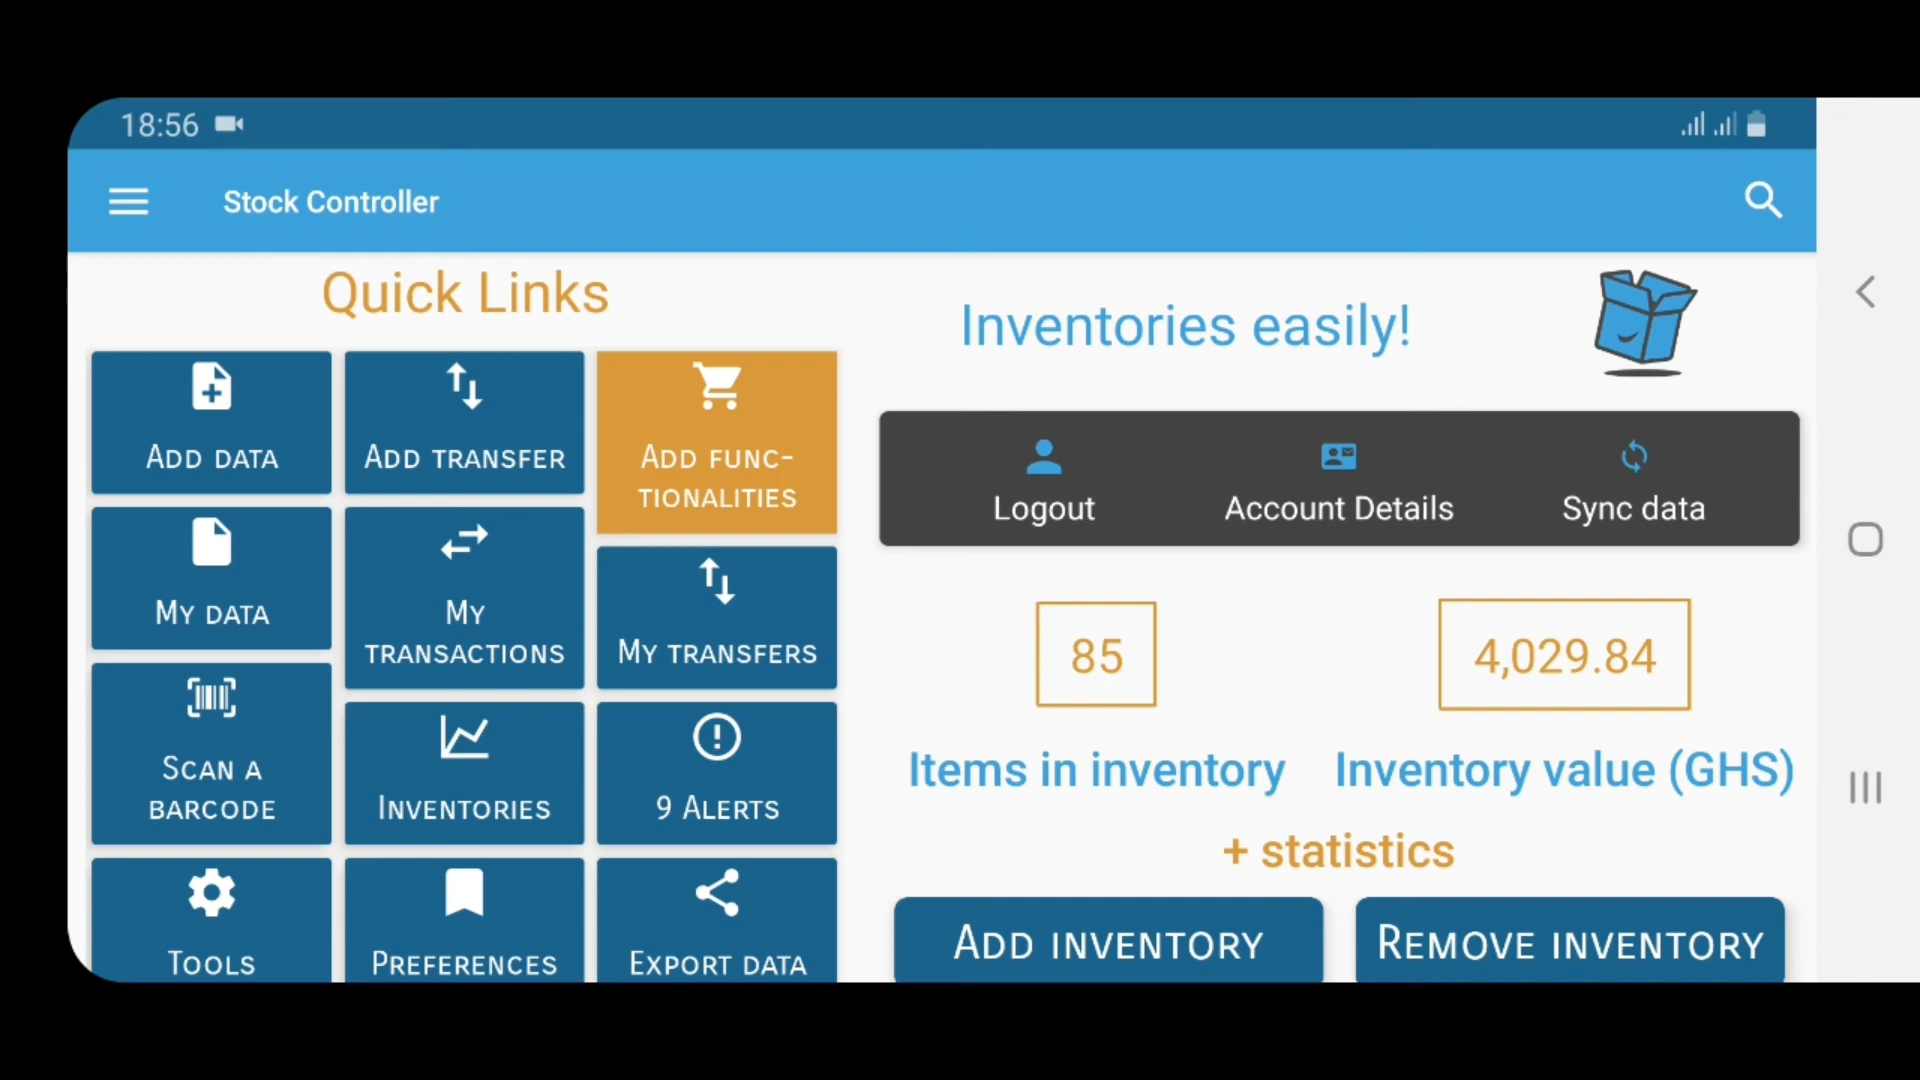 18:56
Stock Controller
Quick Links
ADD DATA
ADD TRANSFER
ADD FUNC-
TIONALITIES
MY DATA
MY
TRANSACTIONS
MY TRANSFERS
SCAN A
BARCODE
INVENTORIES
9 ALERTS
TOOLS
PREFERENCES
EXPORT DATA
Inventories easily!
Logout
Account Details
Sync data
85
4,029.84
Items in inventory
Inventory value (GHS)
+ statistics
ADD INVENTORY
REMOVE INVENTORY